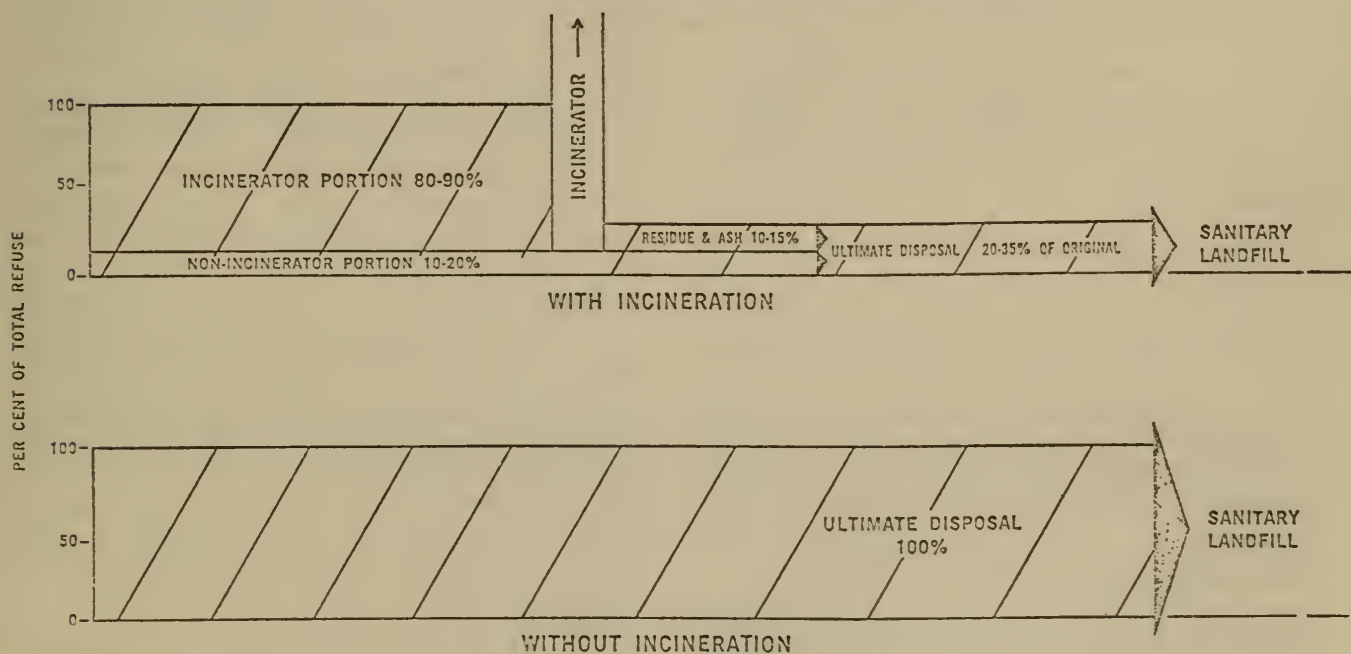 PER CENT OF TOTAL REFUSE
100-
50-
0-
INCINERATOR PORTION 80-90%
NON-INCINERATOR PORTION 10-20%
INCINERATOR
RESIDUE & ASH 10-15%
ULTIMATE DISPOSAL
20-35% OF ORIGINAL
SANITARY
LANDFILL
WITH INCINERATION
100-
50-
0-
ULTIMATE DISPOSAL
100%
SANITARY
LANDFILL
WITHOUT INCINERATION